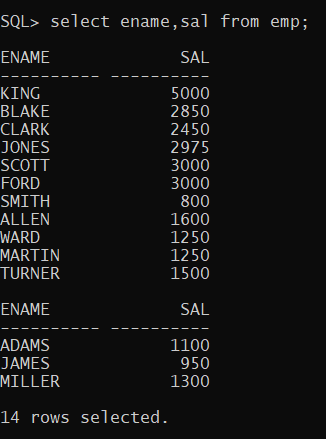 SQL> select ename,sal from emp;
ENAME             SAL
---------- ----------
KING             5000
BLAKE            2850
CLARK            2450
JONES            2975
SCOTT            3000
FORD             3000
SMITH             800
ALLEN            1600
WARD             1250
MARTIN           1250
TURNER           1500
ENAME             SAL
---------- ----------
ADAMS            1100
JAMES             950
MILLER           1300
14 rows selected.